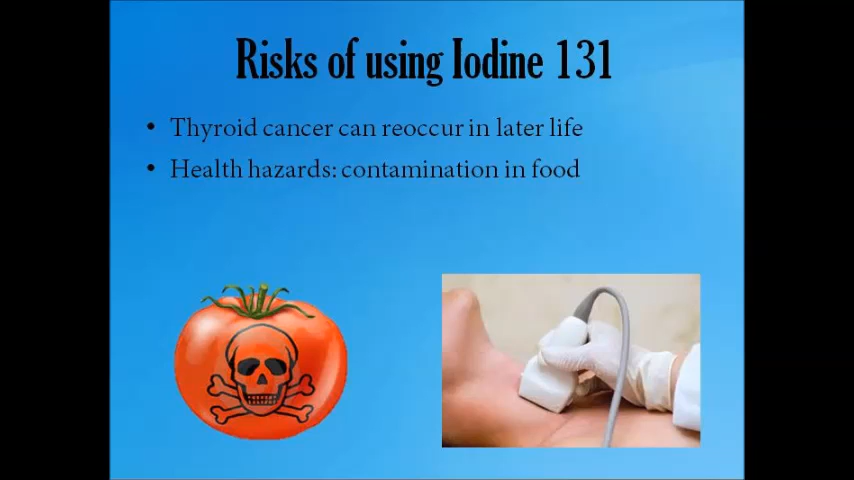 Risks of using Iodine 131
• Thyroid cancer can reoccur in later life
• Health hazards: contamination in food